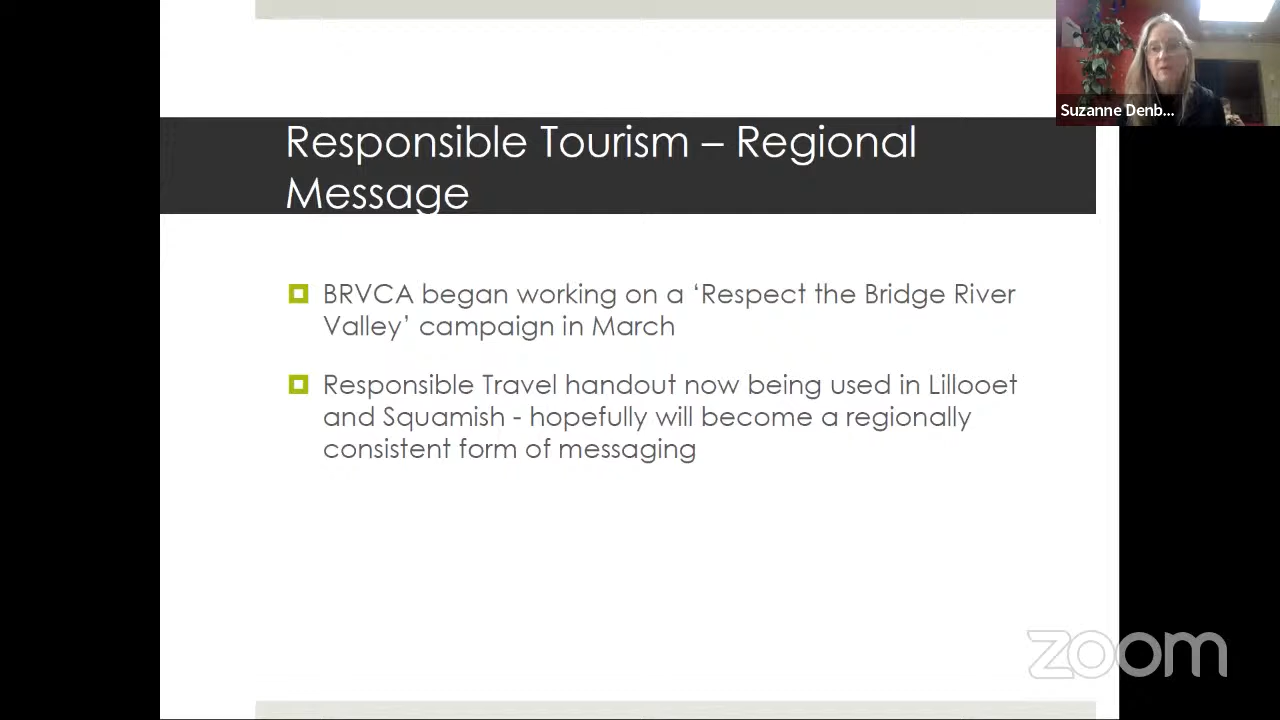 Suzanne Denb...
Responsible Tourism – Regional
Message
BRVCA began working on a ‘Respect the Bridge River
Valley’ campaign in March
Responsible Travel handout now being used in Lillooet
and Squamish - hopefully will become a regionally
consistent form of messaging
zoom